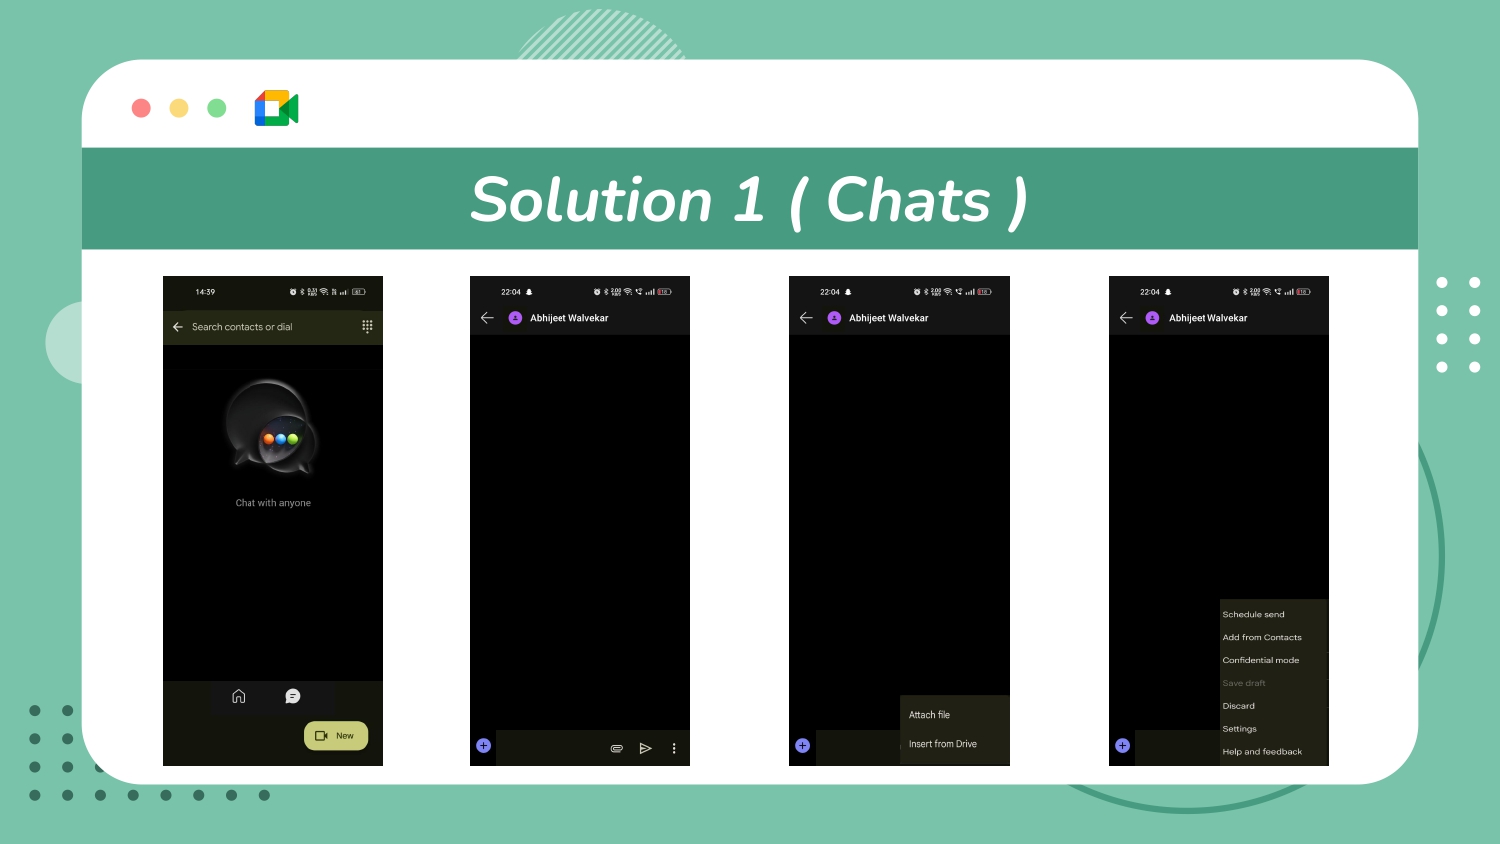 Solution 1 ( Chats )
14:39
Search contacts or dial
Chat with anyone
New
22:04
Abhijeet Walvekar
22:04
Abhijeet Walvekar
Attach file
Insert from Drive
22:04
Abhijeet Walvekar
Schedule send
Add from Contacts
Confidential mode
Save draft
Discard
Settings
Help and feedback